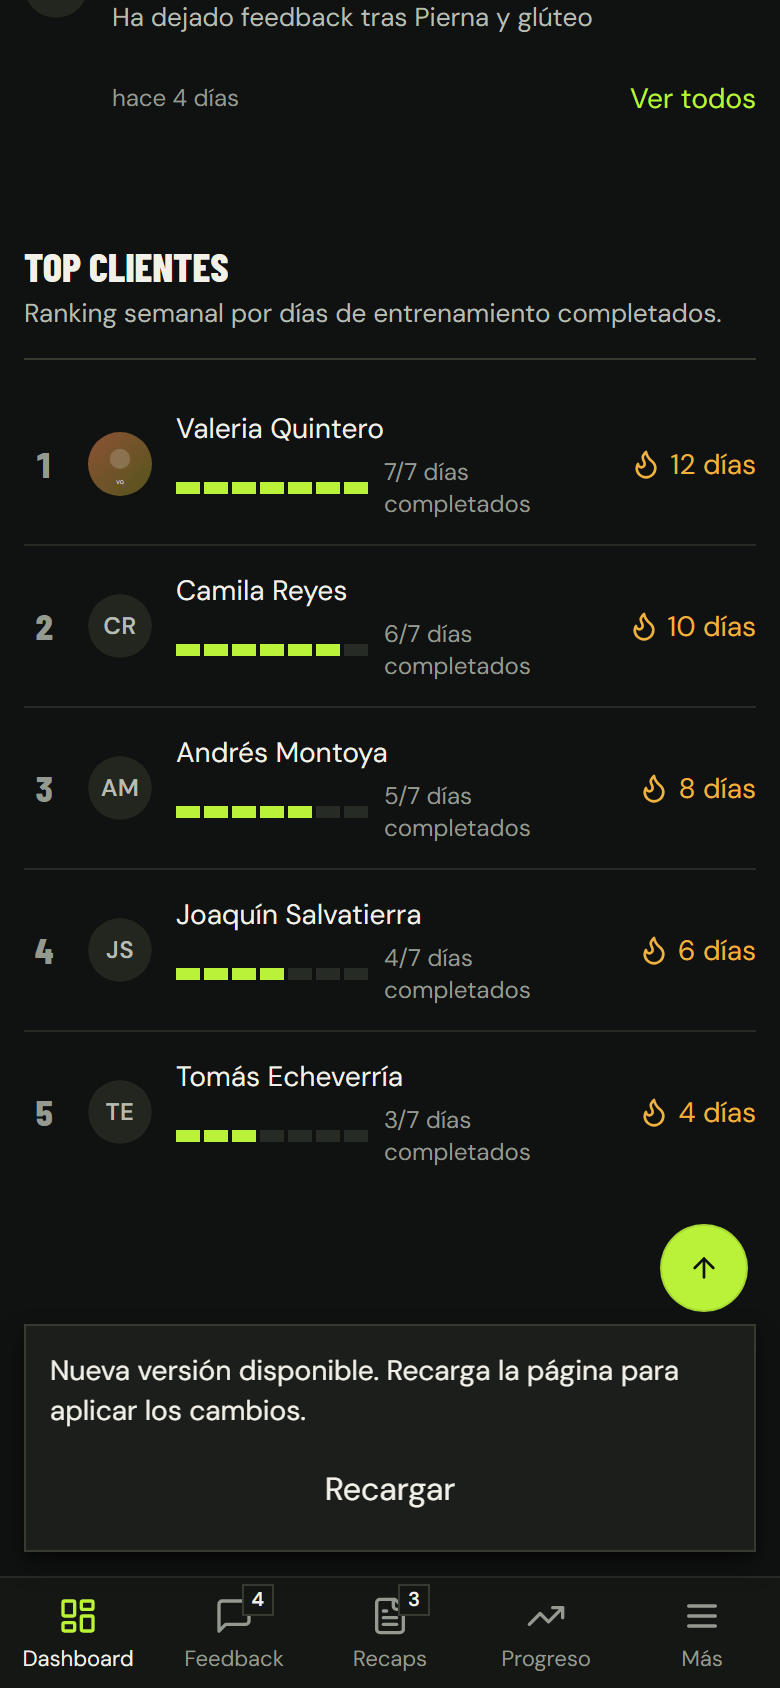 Ha dejado feedback tras Pierna y glúteo
hace 4 días
Ver todos
TOP CLIENTES
Ranking semanal por días de entrenamiento completados.
1
VQ
Valeria Quintero
7/7 días
completados
12 días
2
CR
Camila Reyes
6/7 días
completados
10 días
3
AM
Andrés Montoya
5/7 días
completados
8 días
4
JS
Joaquín Salvatierra
4/7 días
completados
6 días
5
TE
Tomás Echeverría
3/7 días
completados
4 días
Nueva versión disponible. Recarga la página para
aplicar los cambios.
Recargar
4
3
Dashboard
Feedback
Recaps
Progreso
Más